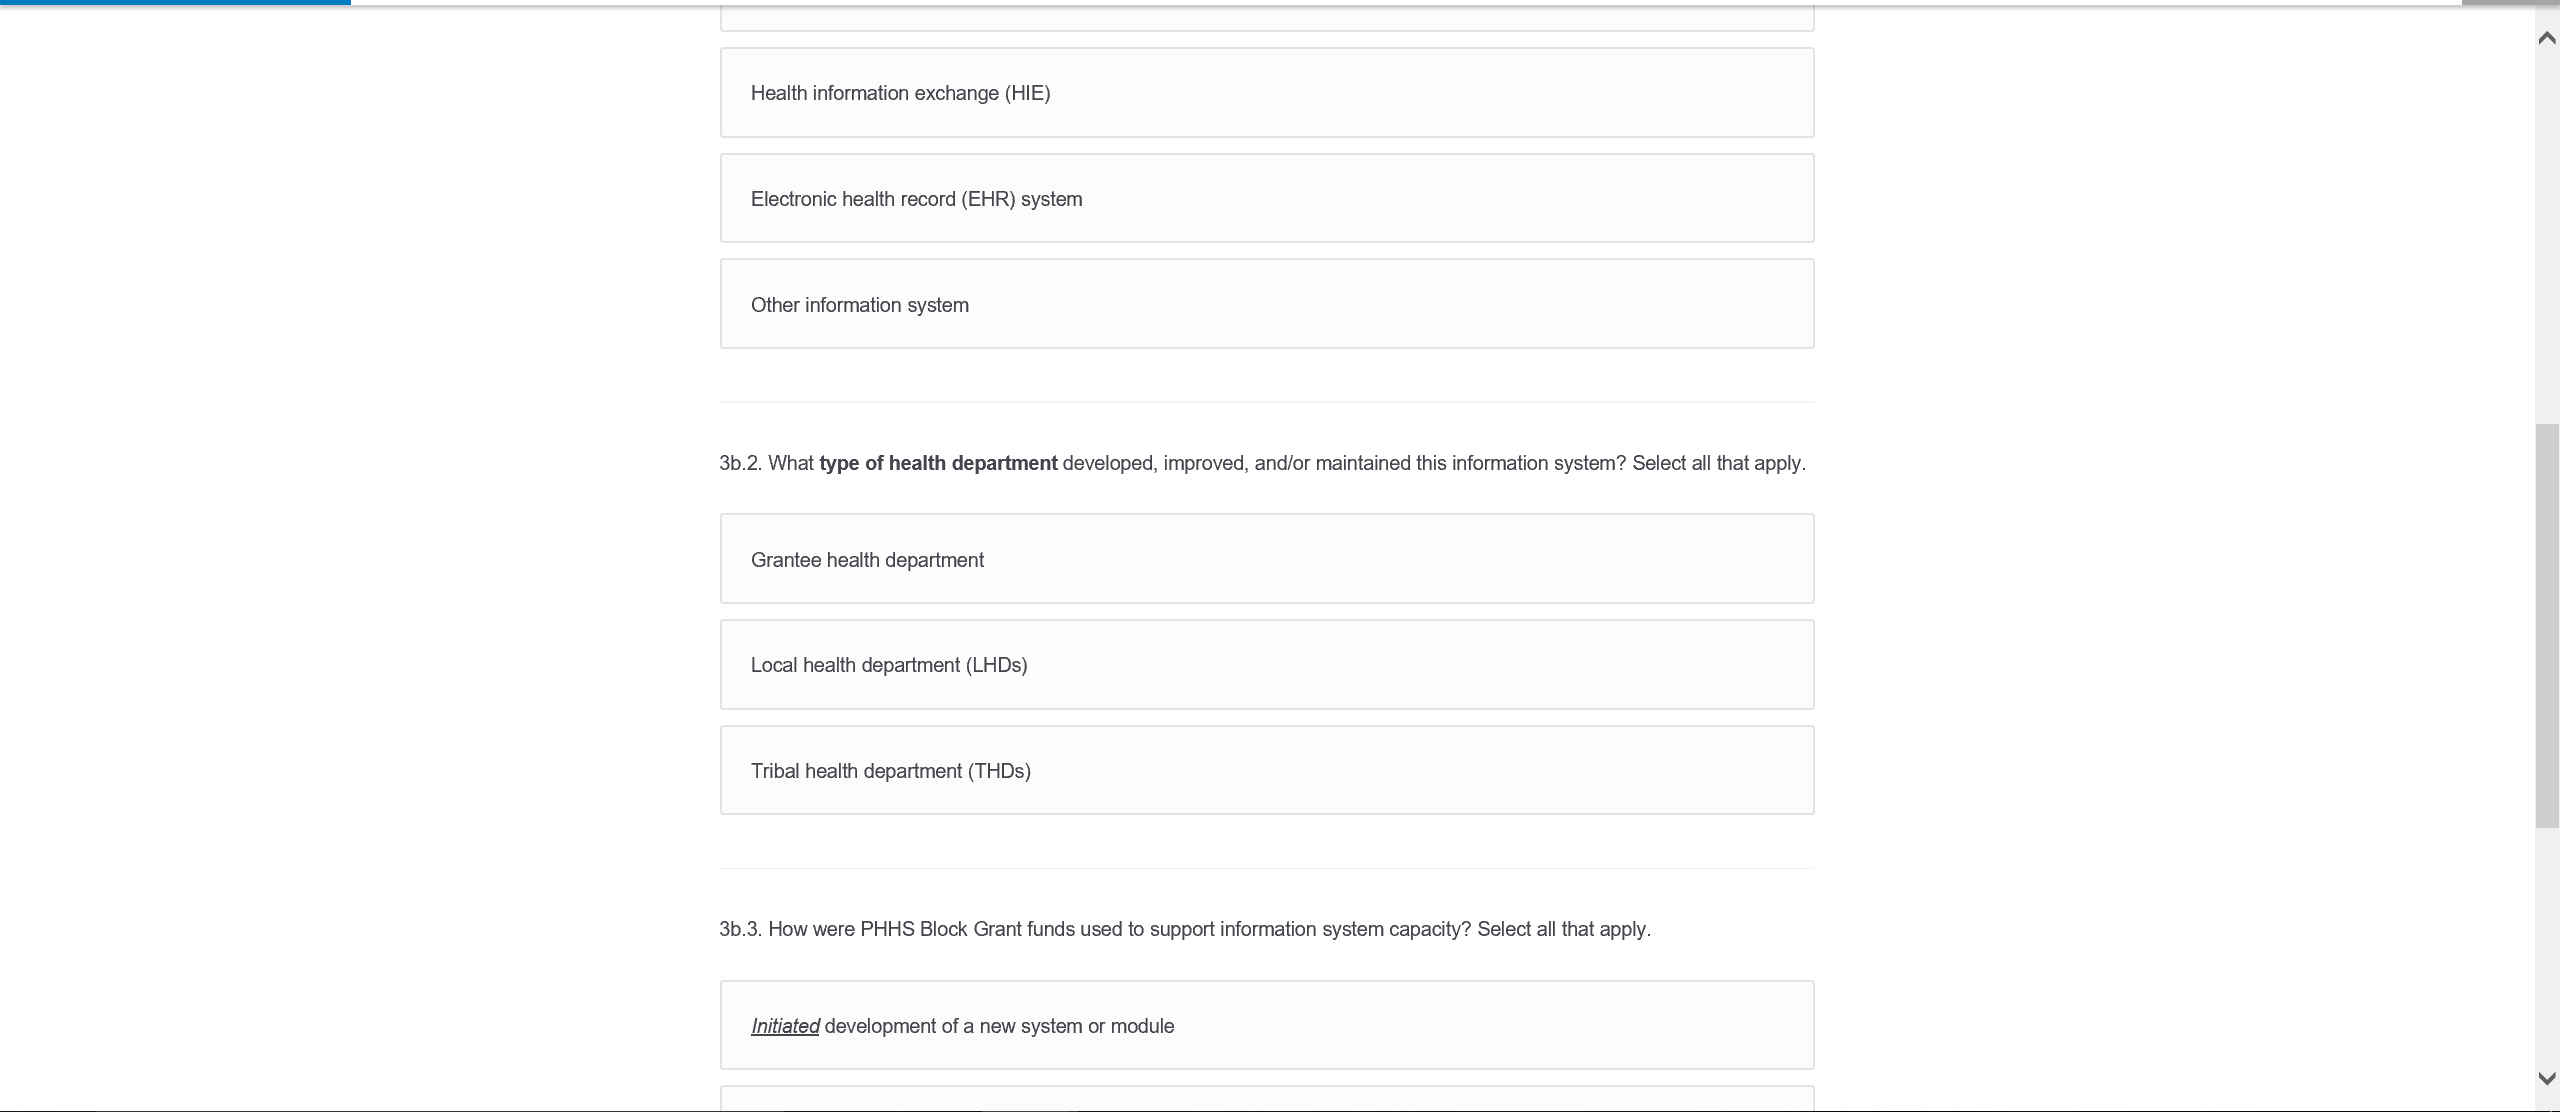 Health information exchange (HIE)
Electronic health record (EHR) system
Other information system
3b.2. What type of health department developed, improved, and/or maintained this information system? Select all that apply.
Grantee health department
Local health department (LHDs)
Tribal health department (THDs)
3b.3. How were PHHS Block Grant funds used to support information system capacity? Select all that apply.
Initiated development of a new system or module